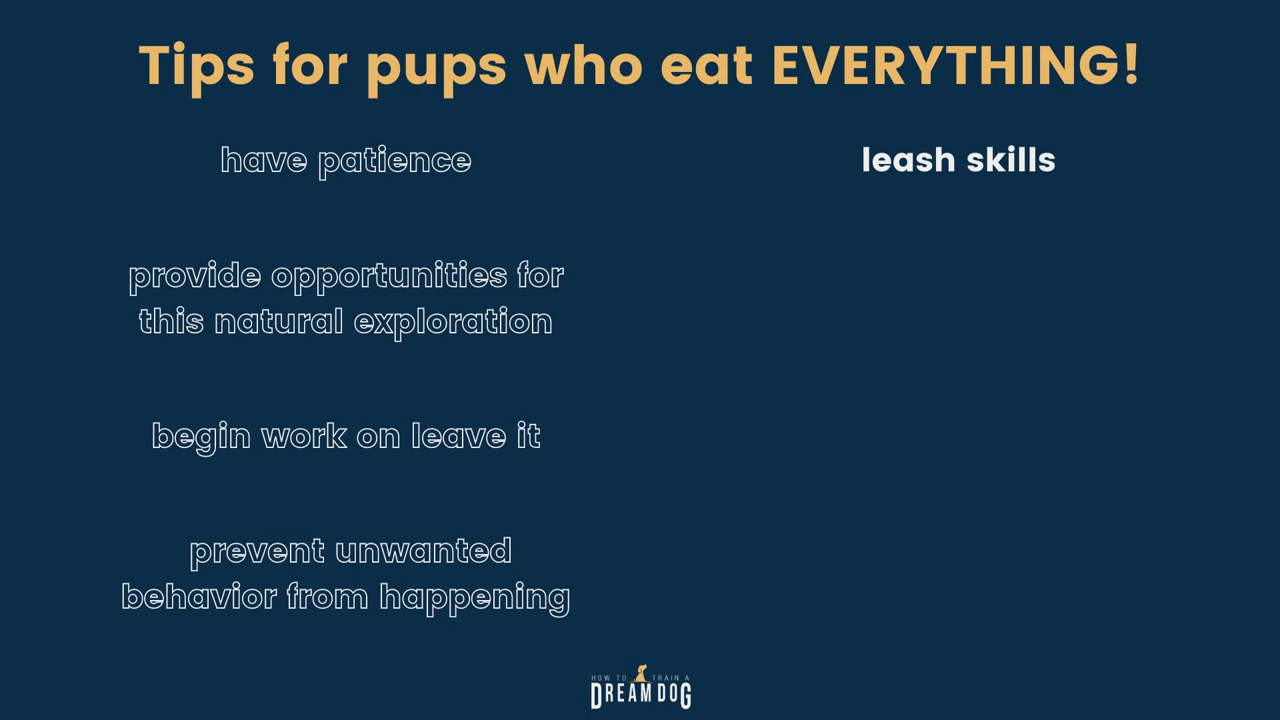 Tips for pups who eat EVERYTHING!
have patience
provide opportunities for
this natural exploration
begin work on leave it
prevent unwanted
behavior from happening
leash skills
HOW TO TRAIN A
DREAM DOG